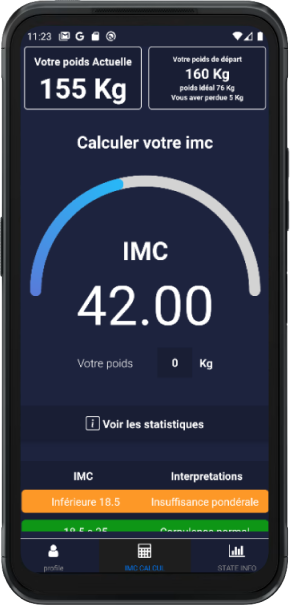 11:23
Votre poids Actuelle
155 Kg
Votre poids de départ
160 Kg
poids idéal 76 Kg
Vous aver perdue 5 Kg
Calculer votre imc
IMC
42.00
Votre poids 0 Kg
Voir les statistiques
IMC Interpretations
Inférieure 18.5 Insuffisance pondérale
18.5 a 25 Corpulence normal
profile IMC CALCUL STATE INFO